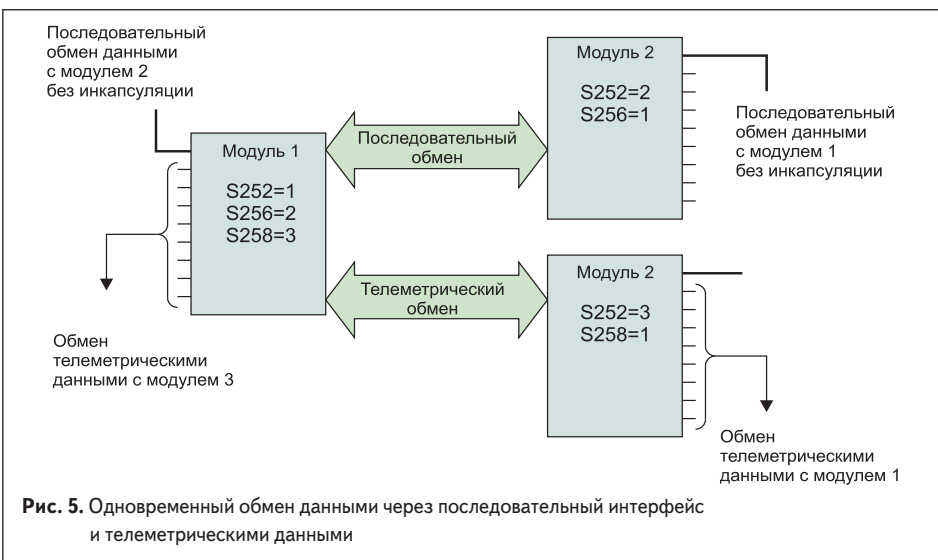 Последовательный
обмен данными
с модулем 2
без инкапсуляции
Модуль 1
S252=1
S256=2
S258=3
Обмен
телеметрическими
данными с модулем 3
Последовательный
обмен
Телеметрический
обмен
Модуль 2
S252=2
S256=1
Последовательный
обмен данными
с модулем 1
без инкапсуляции
Модуль 2
S252=3
S258=1
Обмен
телеметрическими
данными с модулем 1
Рис. 5. Одновременный обмен данными через последовательный интерфейс
и телеметрическими данными